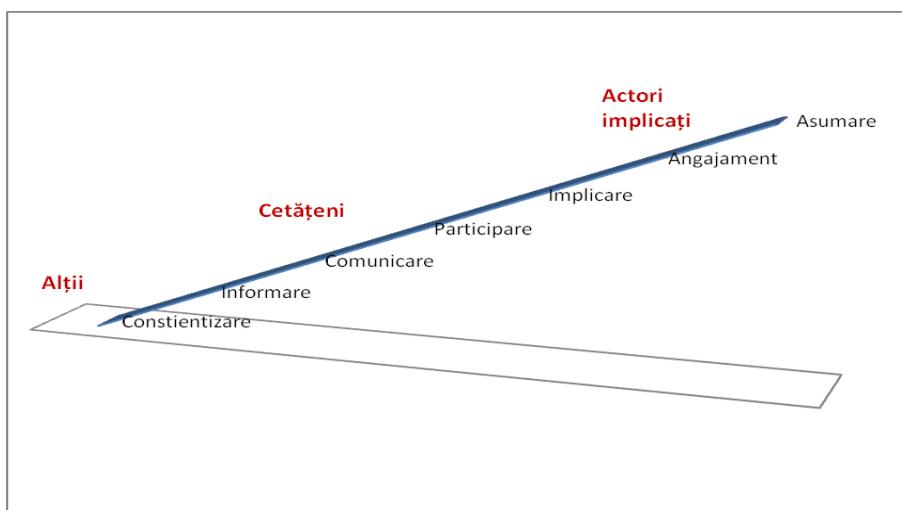 Actori
implicați
Asumare
Angajament
Implicare
Cetățeni
Participare
Comunicare
Alții
Informare
Constientizare